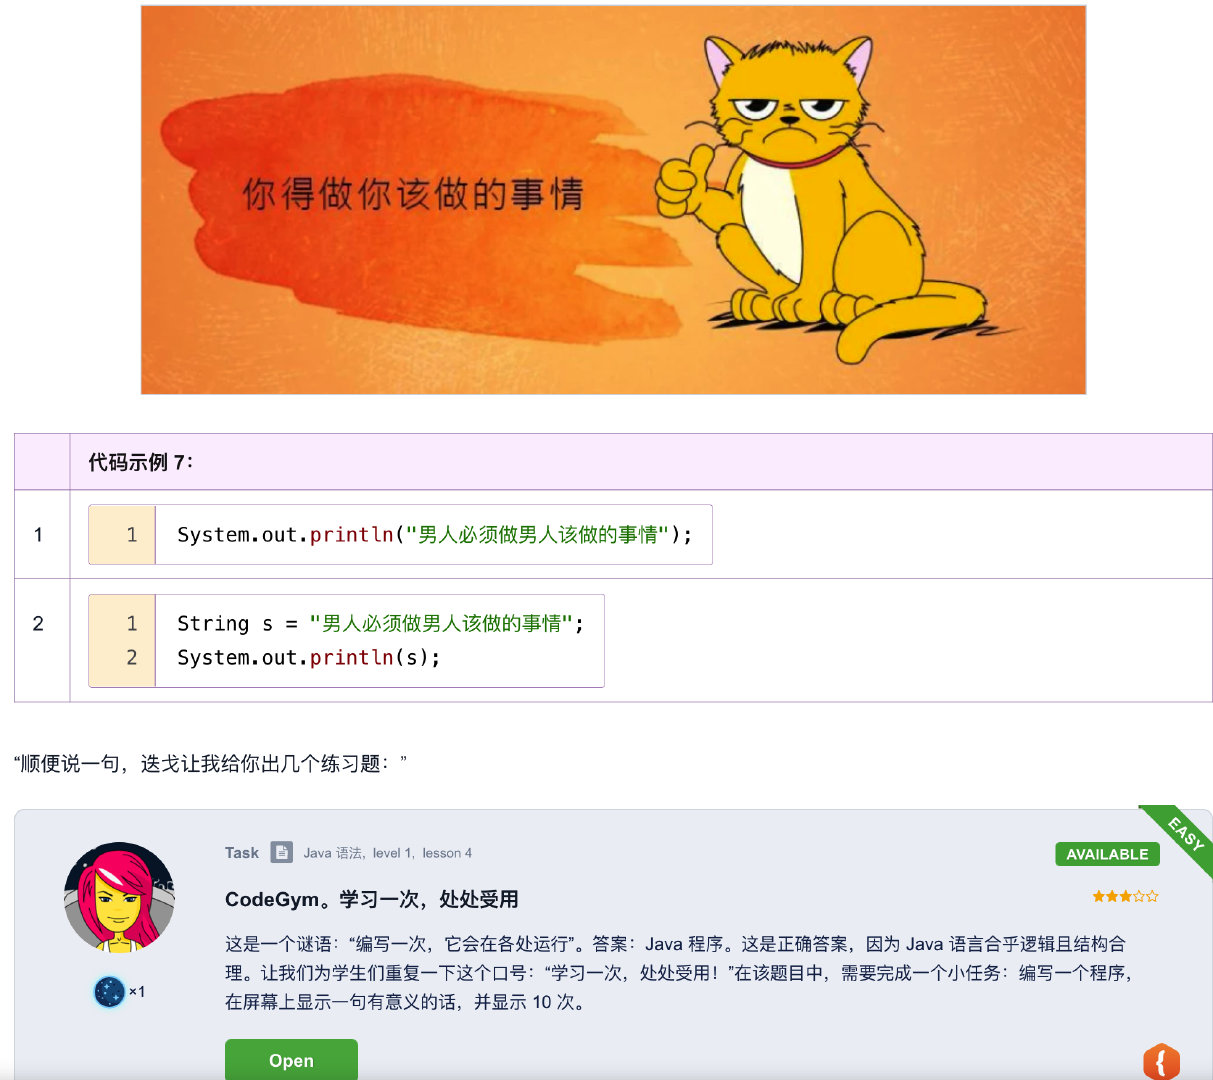 你得做你该做的事情
代码示例 7：
1
1 System.out.println("男人必须做男人该做的事情");
2
1 String s = "男人必须做男人该做的事情";
2 System.out.println(s);
“顺便说一句，迭戈让我给你出几个练习题：”
EASY
Task Java 语法, level 1, lesson 4
AVAILABLE
CodeGym。学习一次，处处受用
这是一个谜语：“编写一次，它会在各处运行”。答案：Java 程序。这是正确答案，因为 Java 语言合乎逻辑且结构合
理。让我们为学生们重复一下这个口号：“学习一次，处处受用！”在该题目中，需要完成一个小任务：编写一个程序，
在屏幕上显示一句有意义的话，并显示 10 次。
×1
Open